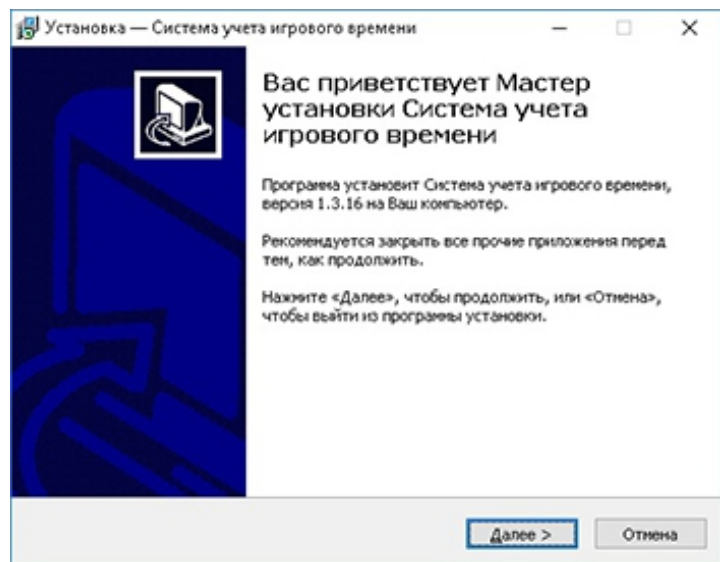 Установка — Система учета игрового времени
Вас приветствует Мастер
установки Система учета
игрового времени
Программа установит Система учета игрового времени,
версия 1.3.16 на Ваш компьютер.
Рекомендуется закрыть все прочие приложения перед
тем, как продолжить.
Нажмите «Далее», чтобы продолжить, или «Отмена»,
чтобы выйти из программы установки.
Далее >
Отмена